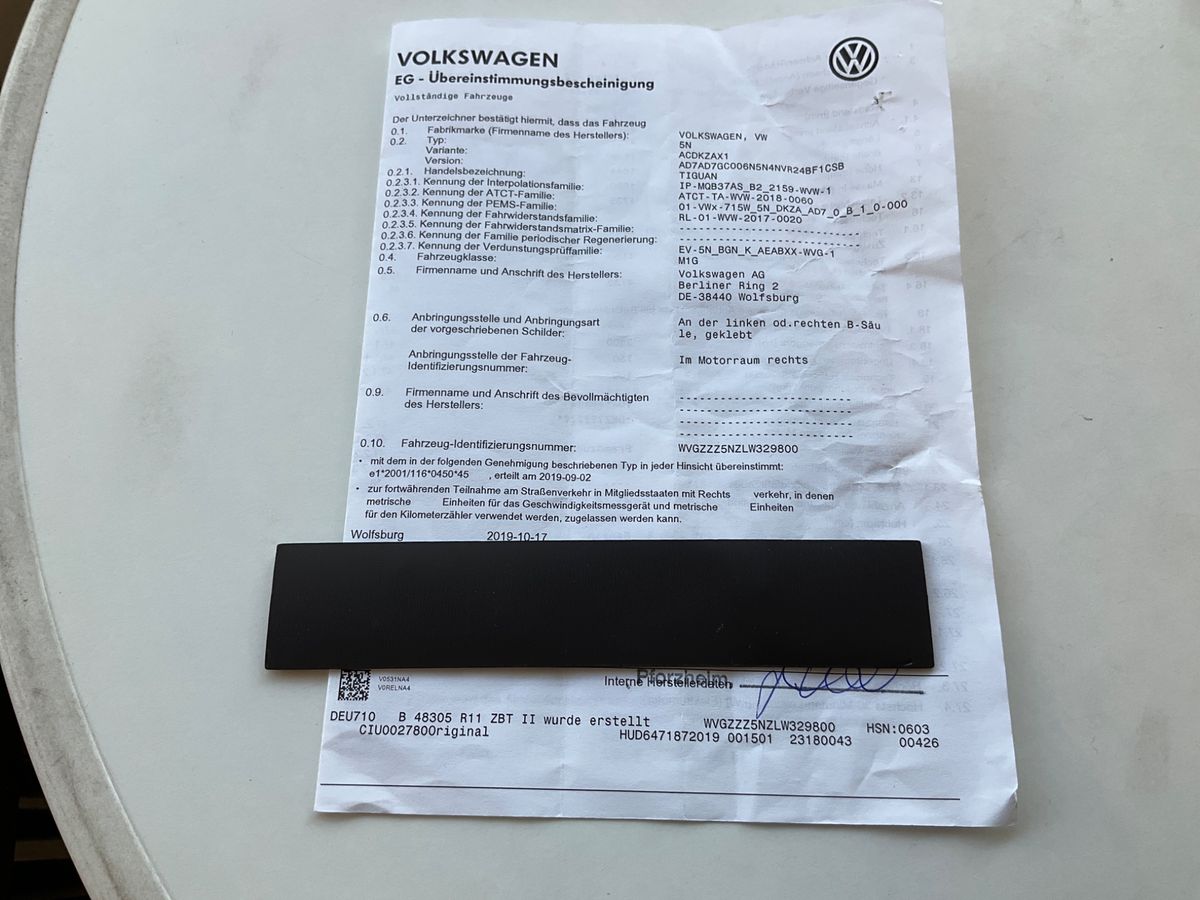 VOLKSWAGEN
EG - Übereinstimmungsbescheinigung
Vollständige Fahrzeuge
Der Unterzeichner bestätigt hiermit, dass das Fahrzeug
0.1. Fabrikmarke (Firmenname des Herstellers): VOLKSWAGEN, VW
0.2. Typ: 5N
Variante: ACDKZAX1
Version: AD7AD7GC006N5N4NVR24BF1CSB
0.2.1. Handelsbezeichnung: TIGUAN
0.2.3.1. Kennung der Interpolationsfamilie: IP-MQB37AS_B2_2159-WVW-1
0.2.3.2. Kennung der ATCT-Familie: ATCT-TA-WVW-2018-0060
0.2.3.3. Kennung der PEMS-Familie: 01-VWx-715W_5N_DKZA_AD7_0_B_1_0-000
0.2.3.4. Kennung der Fahrwiderstandsfamilie: RL-01-WVW-2017-0020
0.2.3.5. Kennung der Fahrwiderstandsmatrix-Familie: --------------------
0.2.3.6. Kennung der Familie periodischer Regenerierung: --------------------
0.2.3.7. Kennung der Verdunstungsprüffamilie: EV-5N_BGN_K_AEABXX-WVG-1
0.4. Fahrzeugklasse: M1G
0.5. Firmenname und Anschrift des Herstellers: Volkswagen AG
Berliner Ring 2
DE-38440 Wolfsburg
0.6. Anbringungsstelle und Anbringungsart An der linken od.rechten B-Säu
der vorgeschriebenen Schilder: le, geklebt
Anbringungsstelle der Fahrzeug- Im Motorraum rechts
Identifizierungsnummer:
0.9. Firmenname und Anschrift des Bevollmächtigten --------------------
des Herstellers: --------------------
--------------------
--------------------
0.10. Fahrzeug-Identifizierungsnummer: WVGZZZ5NZLW329800
• mit dem in der folgenden Genehmigung beschriebenen Typ in jeder Hinsicht übereinstimmt:
e1*2001/116*0450*45 , erteilt am 2019-09-02
• zur fortwährenden Teilnahme am Straßenverkehr in Mitgliedsstaaten mit Rechts verkehr, in denen
metrische Einheiten für das Geschwindigkeitsmessgerät und metrische Einheiten
für den Kilometerzähler verwendet werden, zugelassen werden kann.
Wolfsburg 2019-10-17
V0531NA4
V0RELNA4
Interne Herstellerdaten
Pforzheim,
DEU710 B 48305 R11 ZBT II wurde erstellt WVGZZZ5NZLW329800 HSN:0603
CIU0027800riginal HUD6471872019 001501 23180043 00426